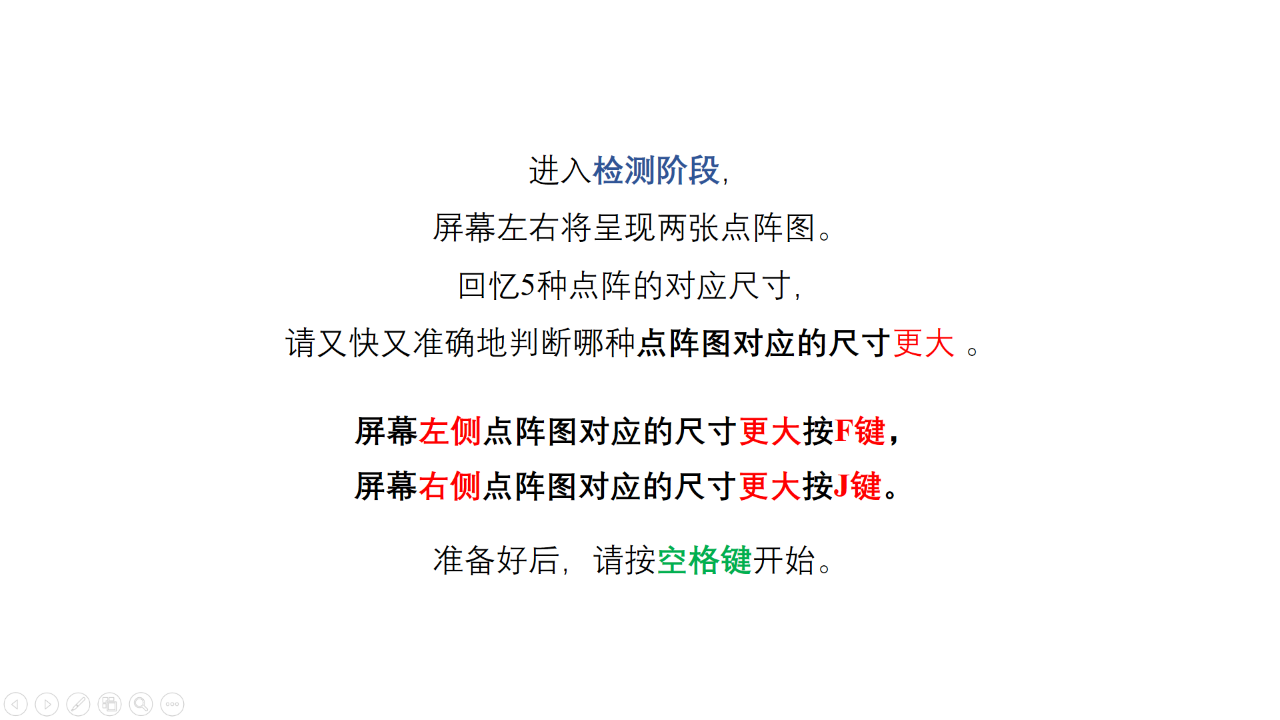 进入检测阶段，
屏幕左右将呈现两张点阵图。
回忆5种点阵的对应尺寸，
请又快又准确地判断哪种点阵图对应的尺寸更大 。
屏幕左侧点阵图对应的尺寸更大按F键，
屏幕右侧点阵图对应的尺寸更大按J键。
准备好后，请按空格键开始。